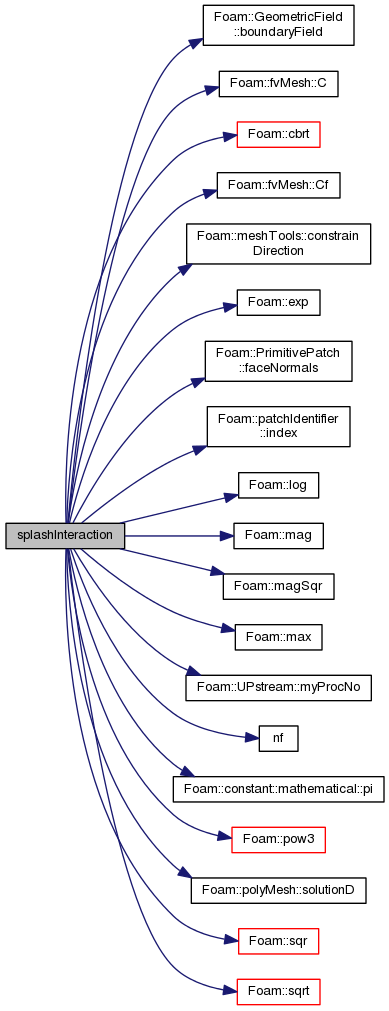 Foam::GeometricField
::boundaryField
Foam::fvMesh::C
Foam::cbrt
Foam::fvMesh::Cf
Foam::meshTools::constrain
Direction
Foam::exp
Foam::PrimitivePatch
::faceNormals
Foam::patchIdentifier
::index
Foam::log
splashInteraction
Foam::mag
Foam::magSqr
Foam::max
Foam::UPstream::myProcNo
nf
Foam::constant::mathematical::pi
Foam::pow3
Foam::polyMesh::solutionD
Foam::sqr
Foam::sqrt